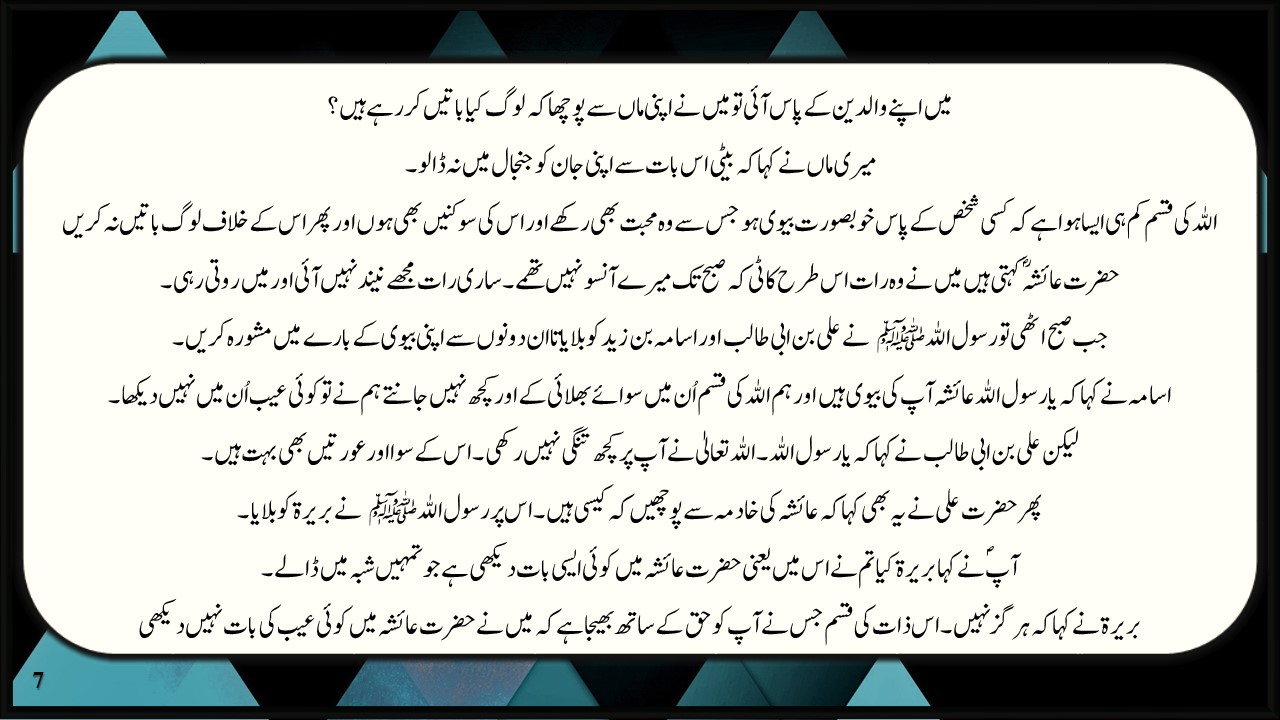 میں اپنے والدین کے پاس آئی تو میں نے اپنی ماں سے پوچھا کہ لوگ کیا باتیں کر رہے ہیں؟
میری ماں نے کہا کہ بیٹی اس بات سے اپنی جان کو جنجال میں نہ ڈالو۔
اللہ کی قسم کم ہی ایسا ہوا ہے کہ کسی شخص کے پاس خوبصورت بیوی ہو جس سے وہ محبت بھی رکھے اور اس کی سوکنیں بھی ہوں اور پھر اس کے خلاف لوگ باتیں نہ کریں
حضرت عائشہؓ کہتی ہیں میں نے وہ رات اس طرح کاٹی کہ صبح تک میرے آنسو نہیں تھمے۔ ساری رات مجھے نیند نہیں آئی اور میں روتی رہی۔
جب صبح اٹھی تو رسول اللہ ﷺ نے علی بن ابی طالب اور اسامہ بن زید کو بلایا تا ان دونوں سے اپنی بیوی کے بارے میں مشورہ کریں۔
اسامہ نے کہا کہ یا رسول اللہ عائشہ آپ کی بیوی ہیں اور ہم اللہ کی قسم اُن میں سوائے بھلائی کے اور کچھ نہیں جانتے ہم نے تو کوئی عیب اُن میں نہیں دیکھا۔
لیکن علی بن ابی طالب نے کہا کہ یا رسول اللہ۔ اللہ تعالیٰ نے آپ پر کچھ تنگی نہیں رکھی۔ اس کے سوا اور عورتیں بھی بہت ہیں۔
پھر حضرت علی نے یہ بھی کہا کہ عائشہ کی خادمہ سے پوچھیں کہ کیسی ہیں۔ اس پر رسول اللہ ﷺ نے بریرۃ کو بلایا۔
آپؐ نے کہا بریرۃ کیا تم نے اس میں یعنی حضرت عائشہ میں کوئی ایسی بات دیکھی ہے جو تمہیں شبہ میں ڈالے۔
بریرۃ نے کہا کہ ہر گز نہیں۔ اس ذات کی قسم جس نے آپ کو حق کے ساتھ بھیجا ہے کہ میں نے حضرت عائشہ میں کوئی عیب کی بات نہیں دیکھی
7